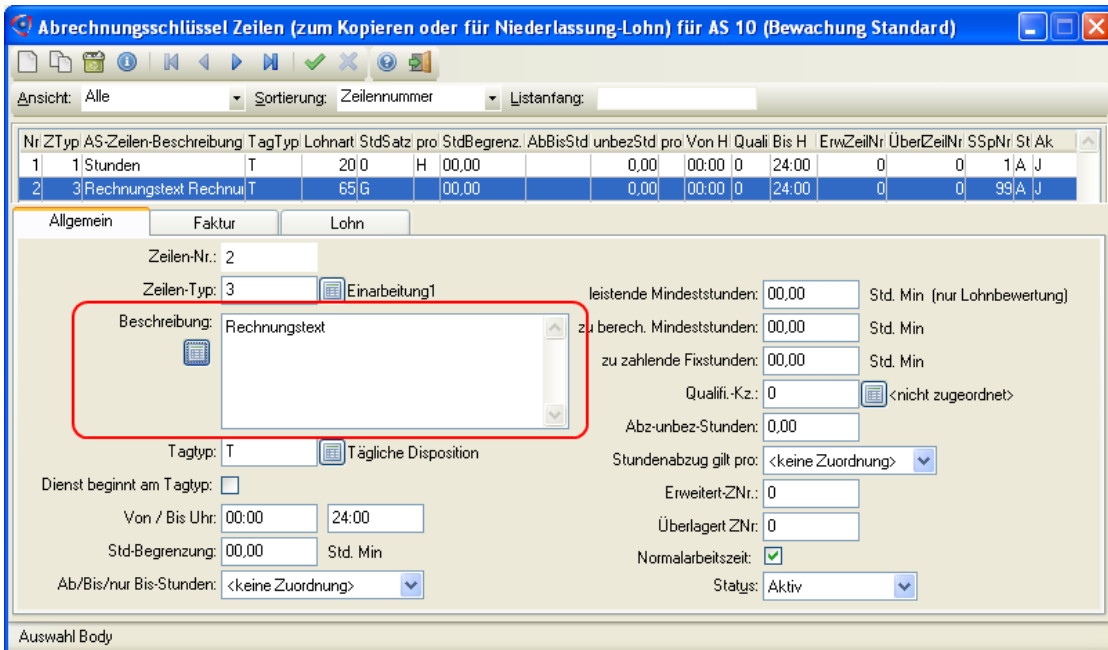 Abrechnungsschlüssel Zeilen (zum Kopieren oder für Niederlassung-Lohn) für AS 10 (Bewachung Standard)
Ansicht: Alle Sortierung: Zeilennummer Listanfang:
Nr ZTyp AS-Zeilen-Beschreibung TagTyp Lohnart StdSatz pro StdBegrenz. AbBisStd unbezStd pro Von H Quali Bis H ErwZeilNr ÜberlZeilNr SSpNr St Ak
1 1 Stunden T 20 0 H 00,00 0,00 00:00 0 24:00 0 0 1 A J
2 3 Rechnungstext Rechnur T 65 G 00,00 0,00 00:00 0 24:00 0 0 99 A J
Allgemein Faktur Lohn
Zeilen-Nr.: 2
Zeilen-Typ: 3 Einarbeitung1 leistende Mindeststunden: 00,00 Std. Min (nur Lohnbewertung)
Beschreibung: Rechnungstext zu berech. Mindeststunden: 00,00 Std. Min
zu zahlende Fixstunden: 00,00 Std. Min
Qualifi.-Kz.: 0 <nicht zugeordnet>
Abz-unbez-Stunden: 0,00
Tagtyp: T Tägliche Disposition Stundenabzug gilt pro: <keine Zuordnung>
Dienst beginnt am Tagtyp: Erweitert-ZNr.: 0
Von / Bis Uhr: 00:00 24:00 Überlagert ZNr: 0
Std-Begrenzung: 00,00 Std. Min Normalarbeitszeit:
Ab/Bis/nur Bis-Stunden: <keine Zuordnung> Status: Aktiv
Auswahl Body